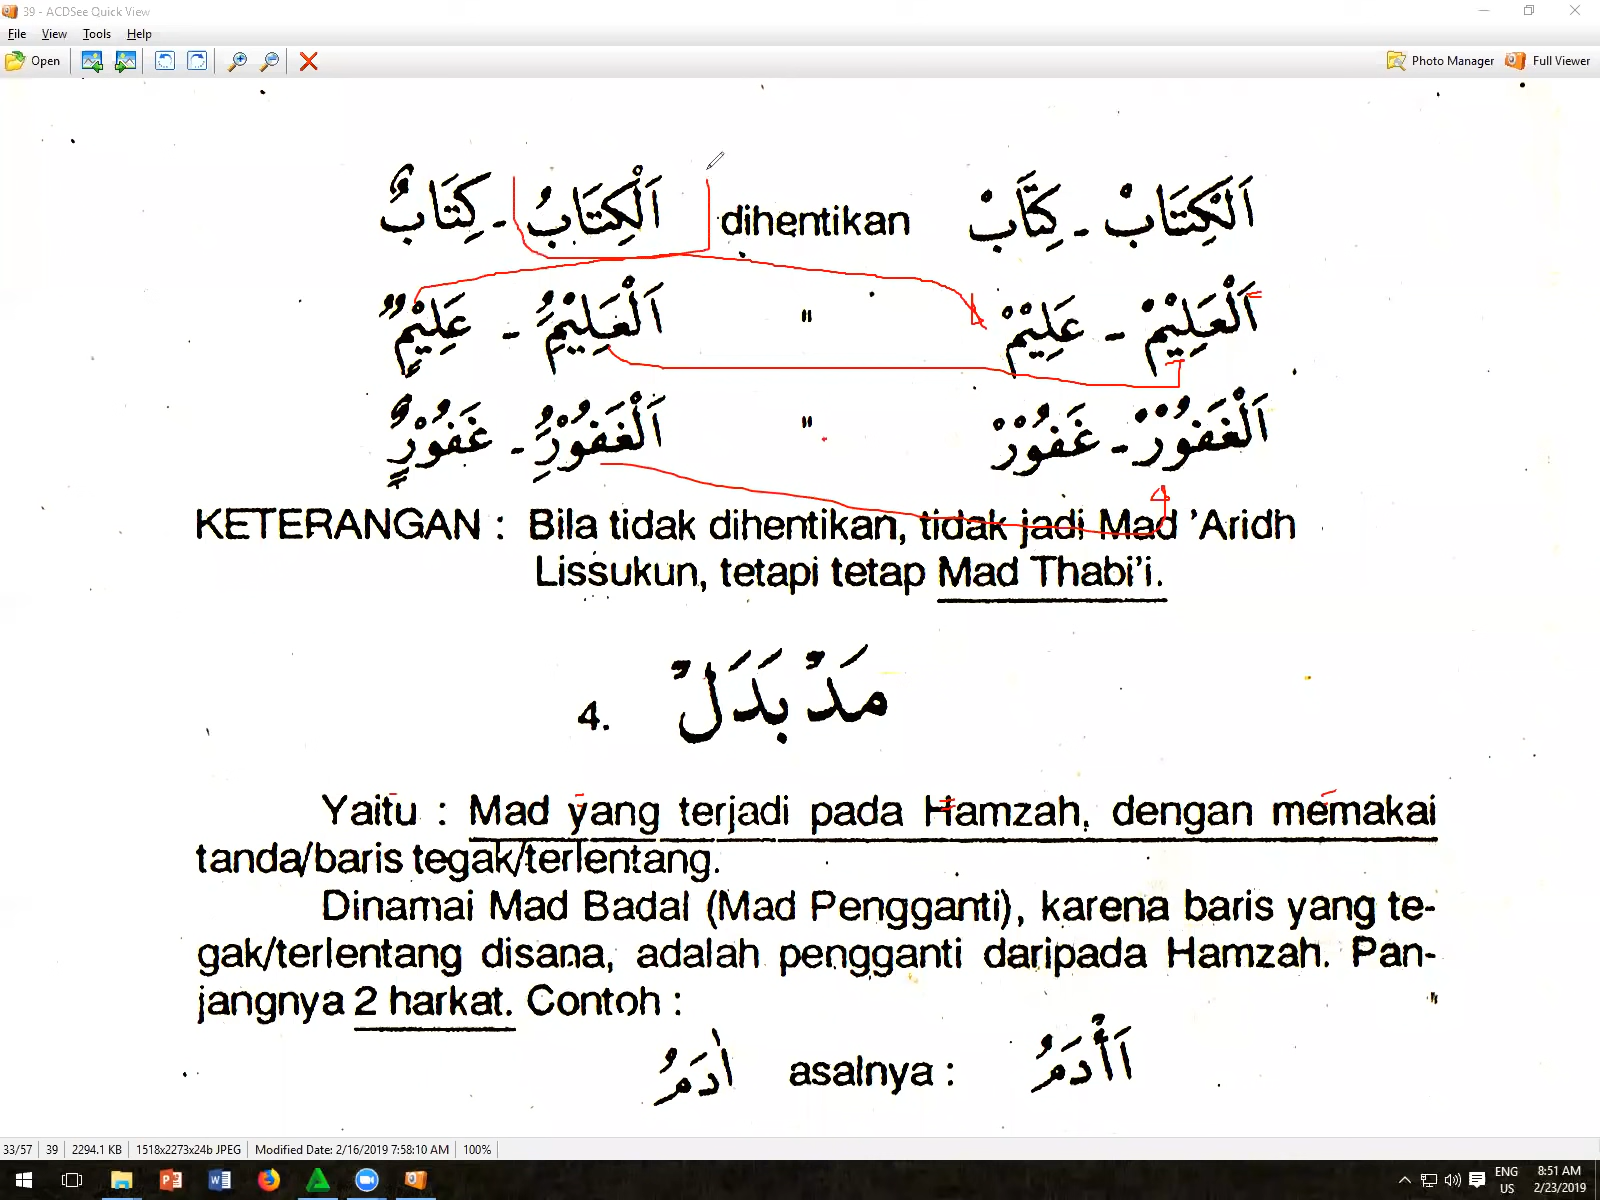 39 - ACDSee Quick View
File View Tools Help
Open Photo Manager Full Viewer
اَلْكِتَابْ - كِتَابْ dihentikan اَلْكِتَابُ - كِتَابٌ
اَلْعَلِيْمْ - عَلِيْمْ " اَلْعَلِيْمُِ - عَلِيْمٌٍ
اَلْغَفُوْرْ - غَفُوْرْ " اَلْغَفُوْرُِ - غَفُوْرٌٍ
KETERANGAN : Bila tidak dihentikan, tidak jadi Mad 'Aridh
Lissukun, tetapi tetap Mad Thabi'i.
4. مَدْ بَدَلْ
Yaitu : Mad yang terjadi pada Hamzah, dengan memakai
tanda/baris tegak/terlentang.
Dinamai Mad Badal (Mad Pengganti), karena baris yang te-
gak/terlentang disana, adalah pengganti daripada Hamzah. Pan-
jangnya 2 harkat. Contoh :
اٰدَمُ asalnya : اَأْدَمُ
33/57 39 2294.1 KB 1518x2273x24b JPEG Modified Date: 2/16/2019 7:58:10 AM 100%
ENG 8:51 AM
US 2/23/2019